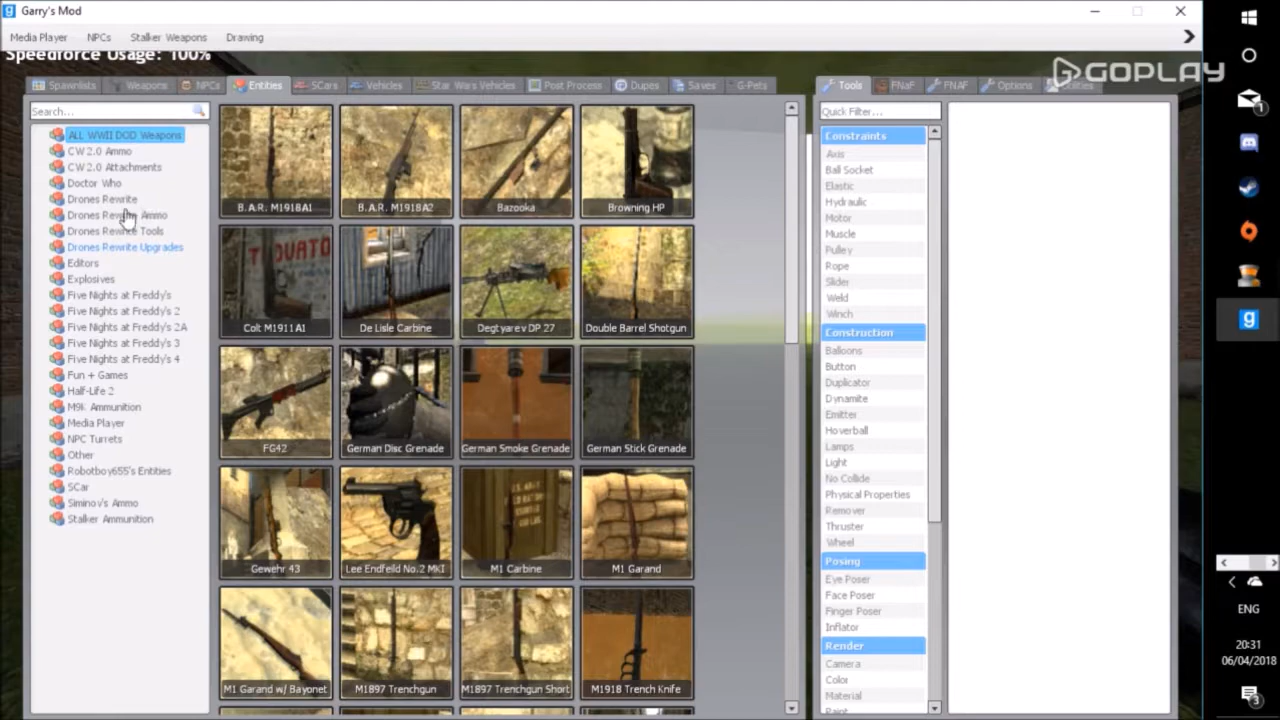 Garry's Mod
Media Player NPCs Stalker Weapons Drawing
Speedforce Usage: 100%
GOPLAY
Spawnlists Weapons NPCs Entities SCars Vehicles Star Wars Vehicles Post Process Dupes Saves G-Pets
Tools FNaF FNAF Options Utilities
Search...
Quick Filter...
ALL WWII DOD Weapons
CW 2.0 Ammo
CW 2.0 Attachments
Doctor Who
Drones Rewrite
Drones Rewrite Ammo
Drones Rewrite Tools
Drones Rewrite Upgrades
Editors
Explosives
Five Nights at Freddy's
Five Nights at Freddy's 2
Five Nights at Freddy's 2A
Five Nights at Freddy's 3
Five Nights at Freddy's 4
Fun + Games
Half-Life 2
M9K Ammunition
Media Player
NPC Turrets
Other
Robotboy655's Entities
SCar
Siminov's Ammo
Stalker Ammunition
B.A.R. M1918A1 B.A.R. M1918A2 Bazooka Browning HP
Colt M1911A1 De Lisle Carbine Degtyarev DP 27 Double Barrel Shotgun
FG42 German Disc Grenade German Smoke Grenade German Stick Grenade
Gewehr 43 Lee Endfeild No.2 MKI M1 Carbine M1 Garand
M1 Garand w/ Bayonet M1897 Trenchgun M1897 Trenchgun Short M1918 Trench Knife
Constraints
Axis
Ball Socket
Elastic
Hydraulic
Motor
Muscle
Pulley
Rope
Slider
Weld
Winch
Construction
Balloons
Button
Duplicator
Dynamite
Emitter
Hoverball
Lamps
Light
No Collide
Physical Properties
Remover
Thruster
Wheel
Posing
Eye Poser
Face Poser
Finger Poser
Inflator
Render
Camera
Color
Material
Paint
1
g
ENG
20:31
06/04/2018
3